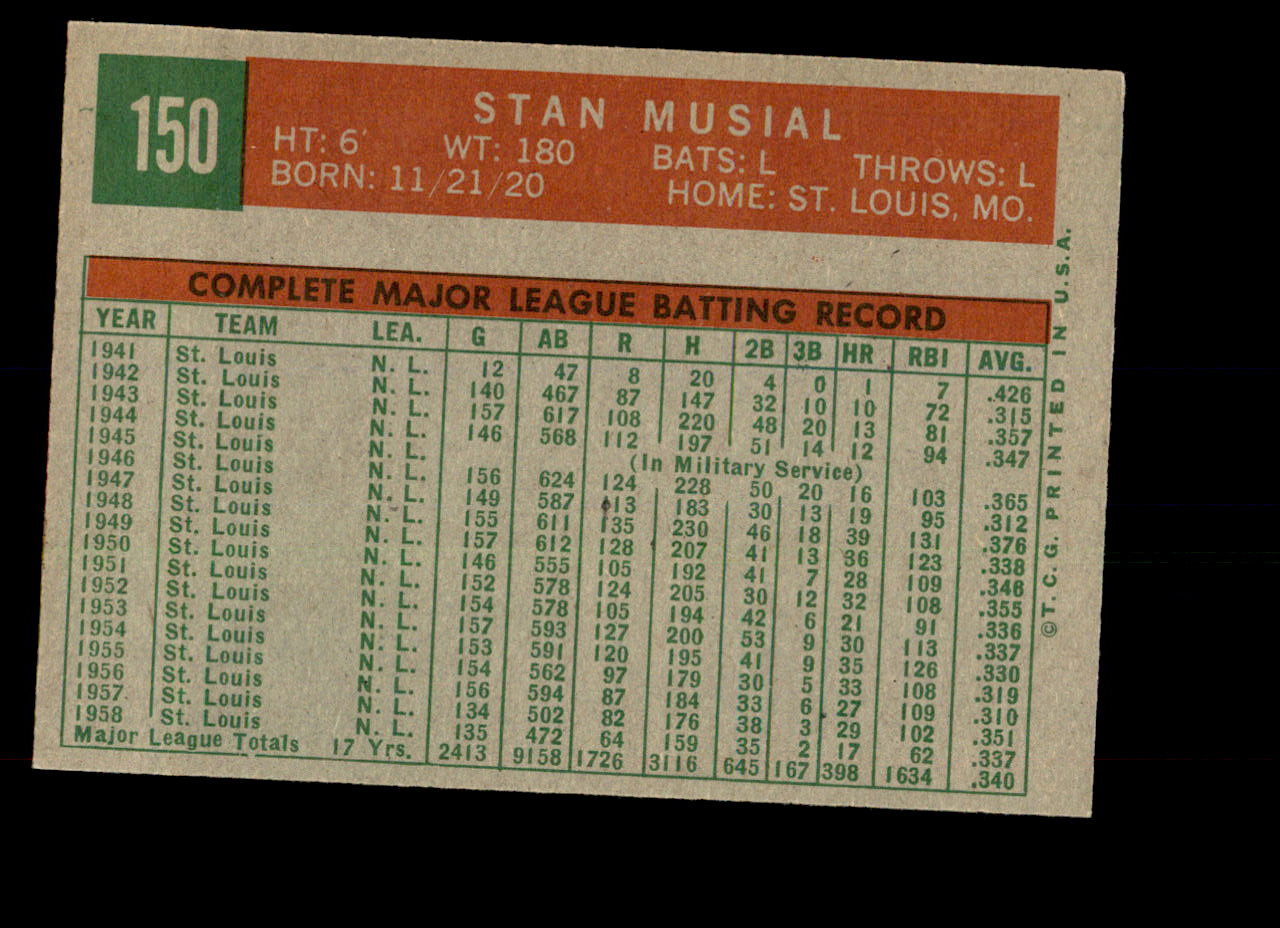 150
STAN MUSIAL
HT: 6' WT: 180 BATS: L THROWS: L
BORN: 11/21/20 HOME: ST. LOUIS, MO.
COMPLETE MAJOR LEAGUE BATTING RECORD
YEAR TEAM LEA. G AB R H 2B 3B HR RBI AVG.
1941 St. Louis N. L. 12 47 8 20 4 0 1 7 .426
1942 St. Louis N. L. 140 467 87 147 32 10 10 72 .315
1943 St. Louis N. L. 157 617 108 220 48 20 13 81 .357
1944 St. Louis N. L. 146 568 112 197 51 14 12 94 .347
1945 St. Louis N. L. (In Military Service)
1946 St. Louis N. L. 156 624 124 228 50 20 16 103 .365
1947 St. Louis N. L. 149 587 113 183 30 13 19 95 .312
1948 St. Louis N. L. 155 611 135 230 46 18 39 131 .376
1949 St. Louis N. L. 157 612 128 207 41 13 36 123 .338
1950 St. Louis N. L. 146 555 105 192 41 7 28 109 .346
1951 St. Louis N. L. 152 578 124 205 30 12 32 108 .355
1952 St. Louis N. L. 154 578 105 194 42 6 21 91 .336
1953 St. Louis N. L. 157 593 127 200 53 9 30 113 .337
1954 St. Louis N. L. 153 591 120 195 41 9 35 126 .330
1955 St. Louis N. L. 154 562 97 179 30 5 33 108 .319
1956 St. Louis N. L. 156 594 87 184 33 6 27 109 .310
1957 St. Louis N. L. 134 502 82 176 38 3 29 102 .351
1958 St. Louis N. L. 135 472 64 159 35 2 17 62 .337
Major League Totals 17 Yrs. 2413 9158 1726 3116 645 167 398 1634 .340
© T. C. G. PRINTED IN U.S.A.